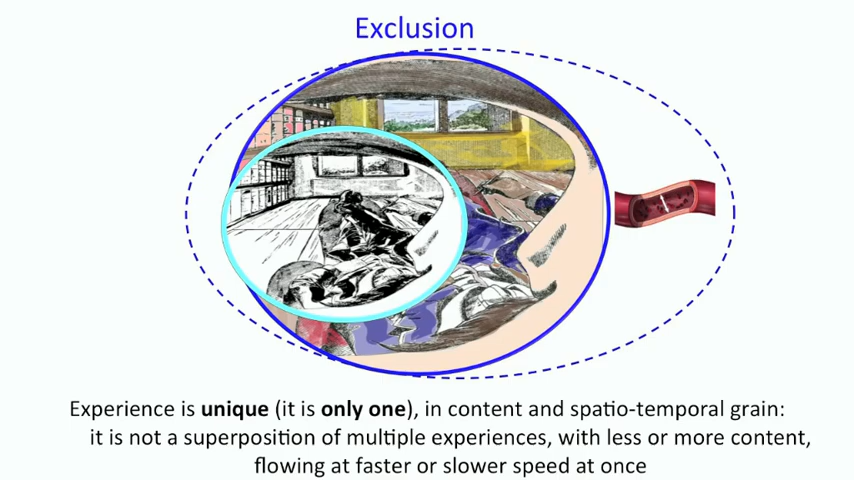 Exclusion
Experience is unique (it is only one), in content and spatio-temporal grain:
it is not a superposition of multiple experiences, with less or more content,
flowing at faster or slower speed at once